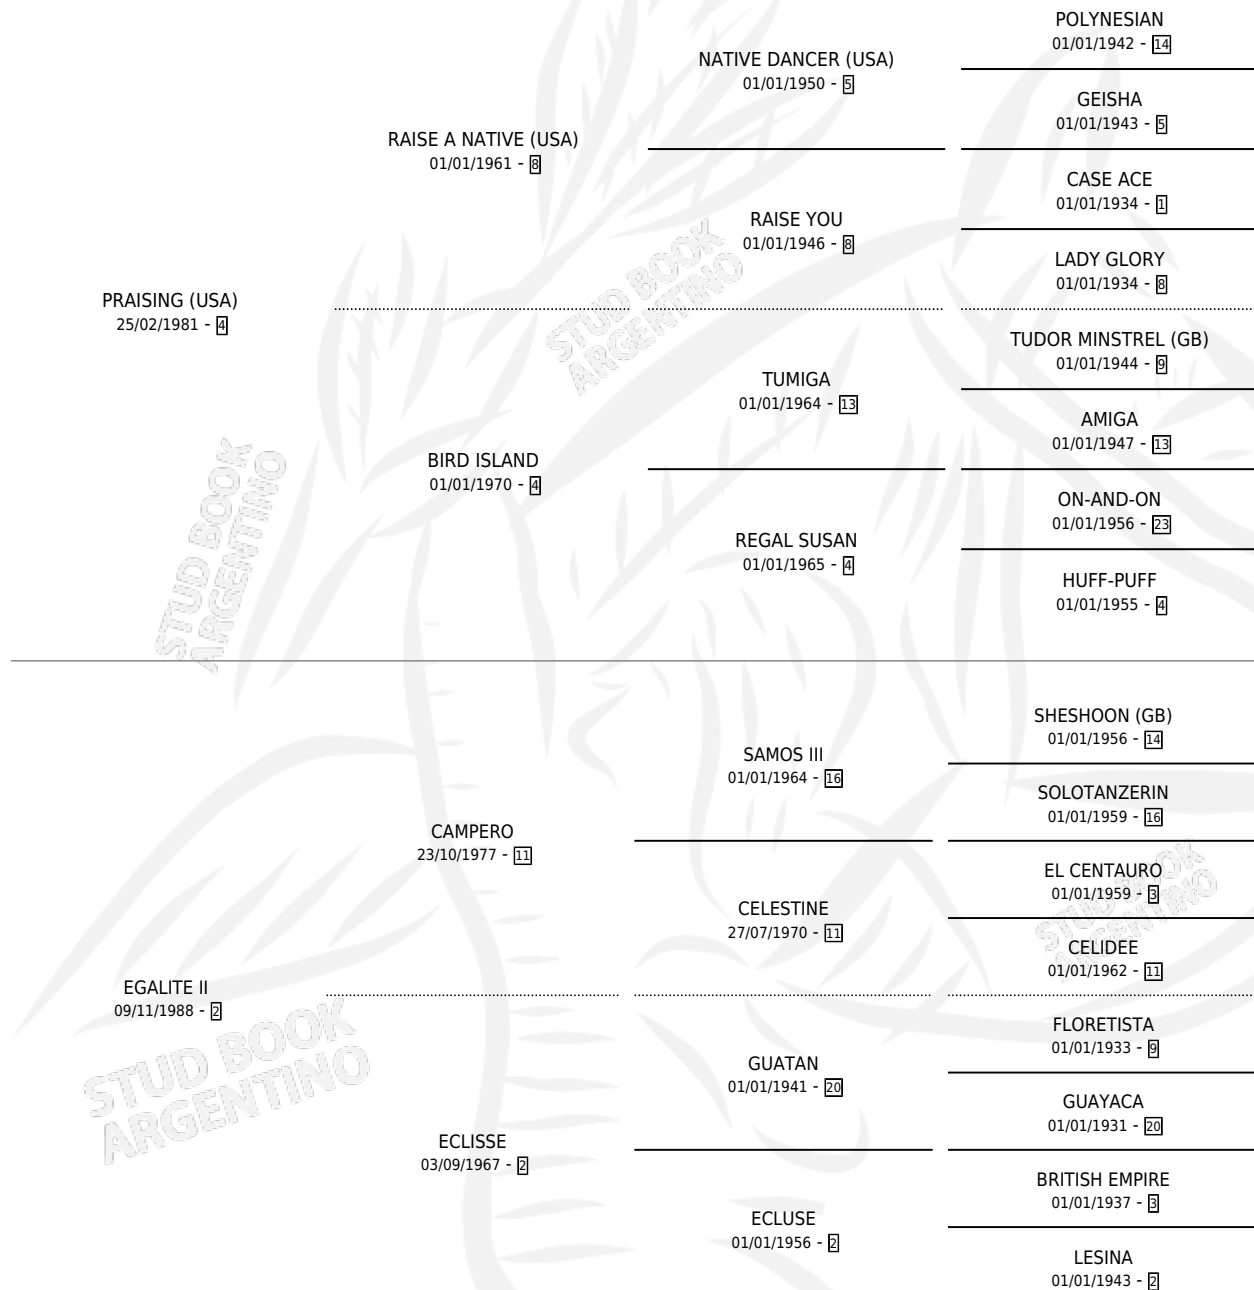 POLYNESIAN
01/01/1942 - 14
NATIVE DANCER (USA)
01/01/1950 - 5
GEISHA
01/01/1943 - 5
RAISE A NATIVE (USA)
01/01/1961 - 8
CASE ACE
01/01/1934 - 1
RAISE YOU
01/01/1946 - 8
LADY GLORY
01/01/1934 - 8
PRAISING (USA)
25/02/1981 - 4
TUDOR MINSTREL (GB)
01/01/1944 - 9
TUMIGA
01/01/1964 - 13
AMIGA
01/01/1947 - 13
BIRD ISLAND
01/01/1970 - 4
ON-AND-ON
01/01/1956 - 23
REGAL SUSAN
01/01/1965 - 4
HUFF-PUFF
01/01/1955 - 4
SHESHOON (GB)
01/01/1956 - 14
SAMOS III
01/01/1964 - 16
SOLOTANZERIN
01/01/1959 - 16
CAMPERO
23/10/1977 - 11
EL CENTAURO
01/01/1959 - 3
CELESTINE
27/07/1970 - 11
CELIDEE
01/01/1962 - 11
EGALITE II
09/11/1988 - 2
FLORETISTA
01/01/1933 - 9
GUATAN
01/01/1941 - 20
GUAYACA
01/01/1931 - 20
ECLISSE
03/09/1967 - 2
BRITISH EMPIRE
01/01/1937 - 3
ECLUSE
01/01/1956 - 2
LESINA
01/01/1943 - 2
STUD BOOK
ARGENTINO
STUD BOOK
ARGENTINO
STUD BOOK
ARGENTINO
STUD BOOK
ARGENTINO